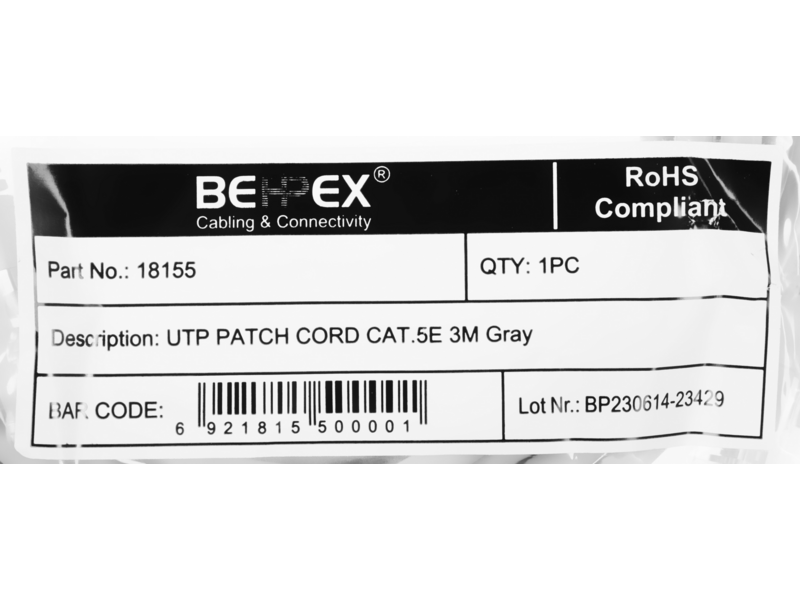 RoHS
Compliant
Cabling & Connectivity
Part No.: 18155
QTY: 1PC
Description: UTP PATCH CORD CAT.5E 3M Gray
BAR CODE:
6 921815 500001
Lot Nr.: BP230614-23429